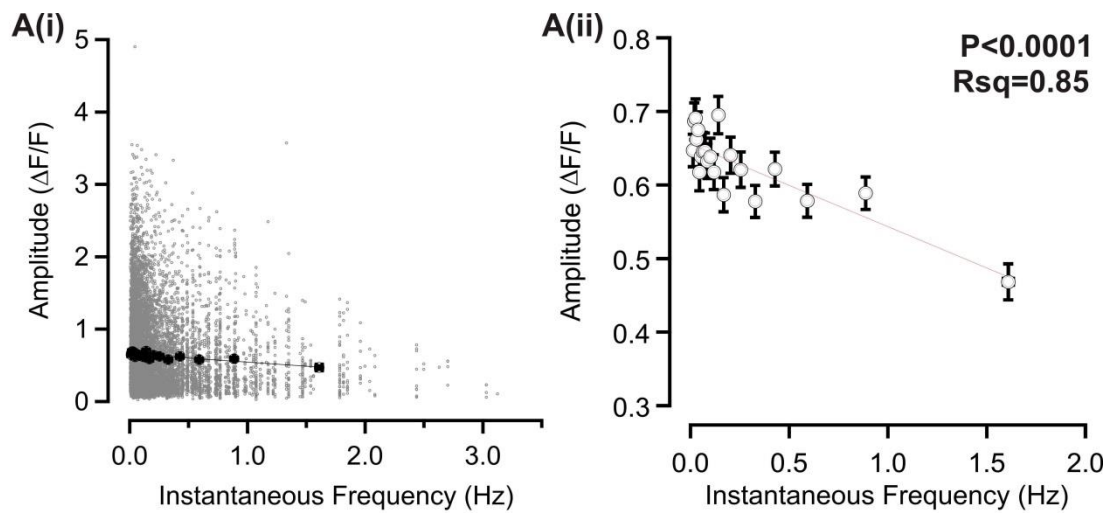 A(i)
5
4
3
2
1
0
Amplitude (ΔF/F)
0.0
1.0
2.0
3.0
Instantaneous Frequency (Hz)
A(ii)
P<0.0001
Rsq=0.85
0.8
0.7
0.6
0.5
0.4
0.3
Amplitude (ΔF/F)
0.0
0.5
1.0
1.5
2.0
Instantaneous Frequency (Hz)